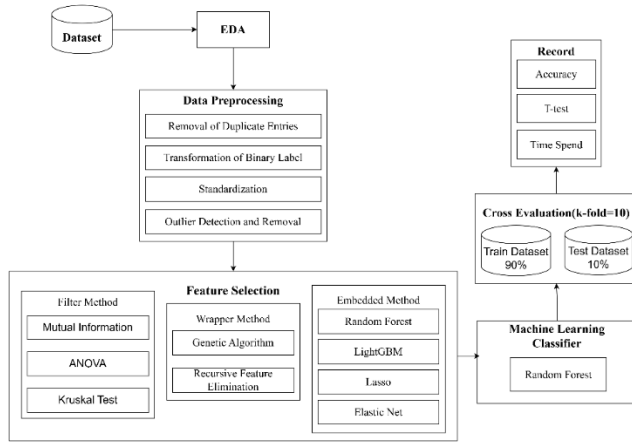 Dataset
EDA
Data Preprocessing
Removal of Duplicate Entries
Transformation of Binary Label
Standardization
Outlier Detection and Removal
Feature Selection
Filter Method
Mutual Information
ANOVA
Kruskal Test
Wrapper Method
Genetic Algorithm
Recursive Feature
Elimination
Embedded Method
Random Forest
LightGBM
Lasso
Elastic Net
Machine Learning
Classifier
Random Forest
Cross Evaluation(k-fold=10)
Train Dataset
90%
Test Dataset
10%
Record
Accuracy
T-test
Time Spend